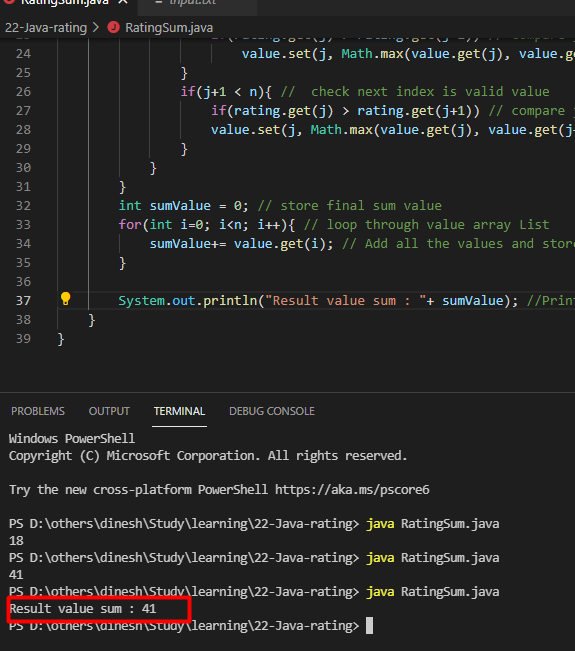 RatingSum.java input.txt
22-Java-rating > RatingSum.java
24 value.set(j, Math.max(value.get(j), value.ge
25 }
26 if(j+1 < n){ // check next index is valid value
27 if(rating.get(j) > rating.get(j+1)) // compare
28 value.set(j, Math.max(value.get(j), value.get(j
29 }
30 }
31 }
32 int sumValue = 0; // store final sum value
33 for(int i=0; i<n; i++){ // loop through value array List
34 sumValue+= value.get(i); // Add all the values and stor
35 }
36
37 System.out.println("Result value sum : "+ sumValue); //Prin
38 }
39 }
PROBLEMS OUTPUT TERMINAL DEBUG CONSOLE
Windows PowerShell
Copyright (C) Microsoft Corporation. All rights reserved.
Try the new cross-platform PowerShell https://aka.ms/pscore6
PS D:\others\dinesh\Study\learning\22-Java-rating> java RatingSum.java
18
PS D:\others\dinesh\Study\learning\22-Java-rating> java RatingSum.java
41
PS D:\others\dinesh\Study\learning\22-Java-rating> java RatingSum.java
Result value sum : 41
PS D:\others\dinesh\Study\learning\22-Java-rating>